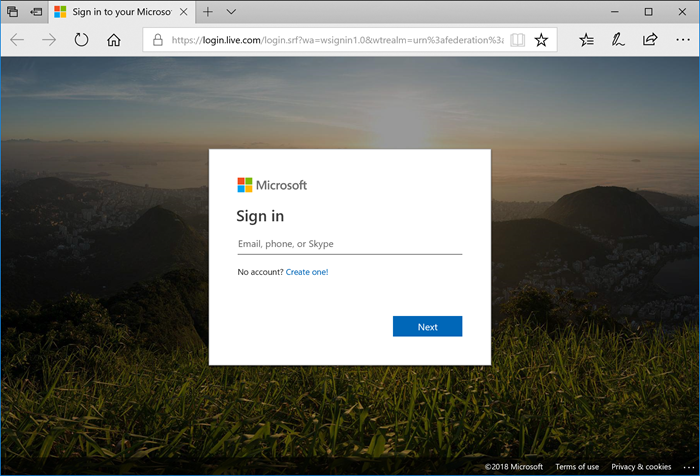 Sign in to your Microso
https://login.live.com/login.srf?wa=wsignin1.0&wtrealm=urn%3afederation%3a
Microsoft
Sign in
Email, phone, or Skype
No account? Create one!
Next
©2018 Microsoft Terms of use Privacy & cookies